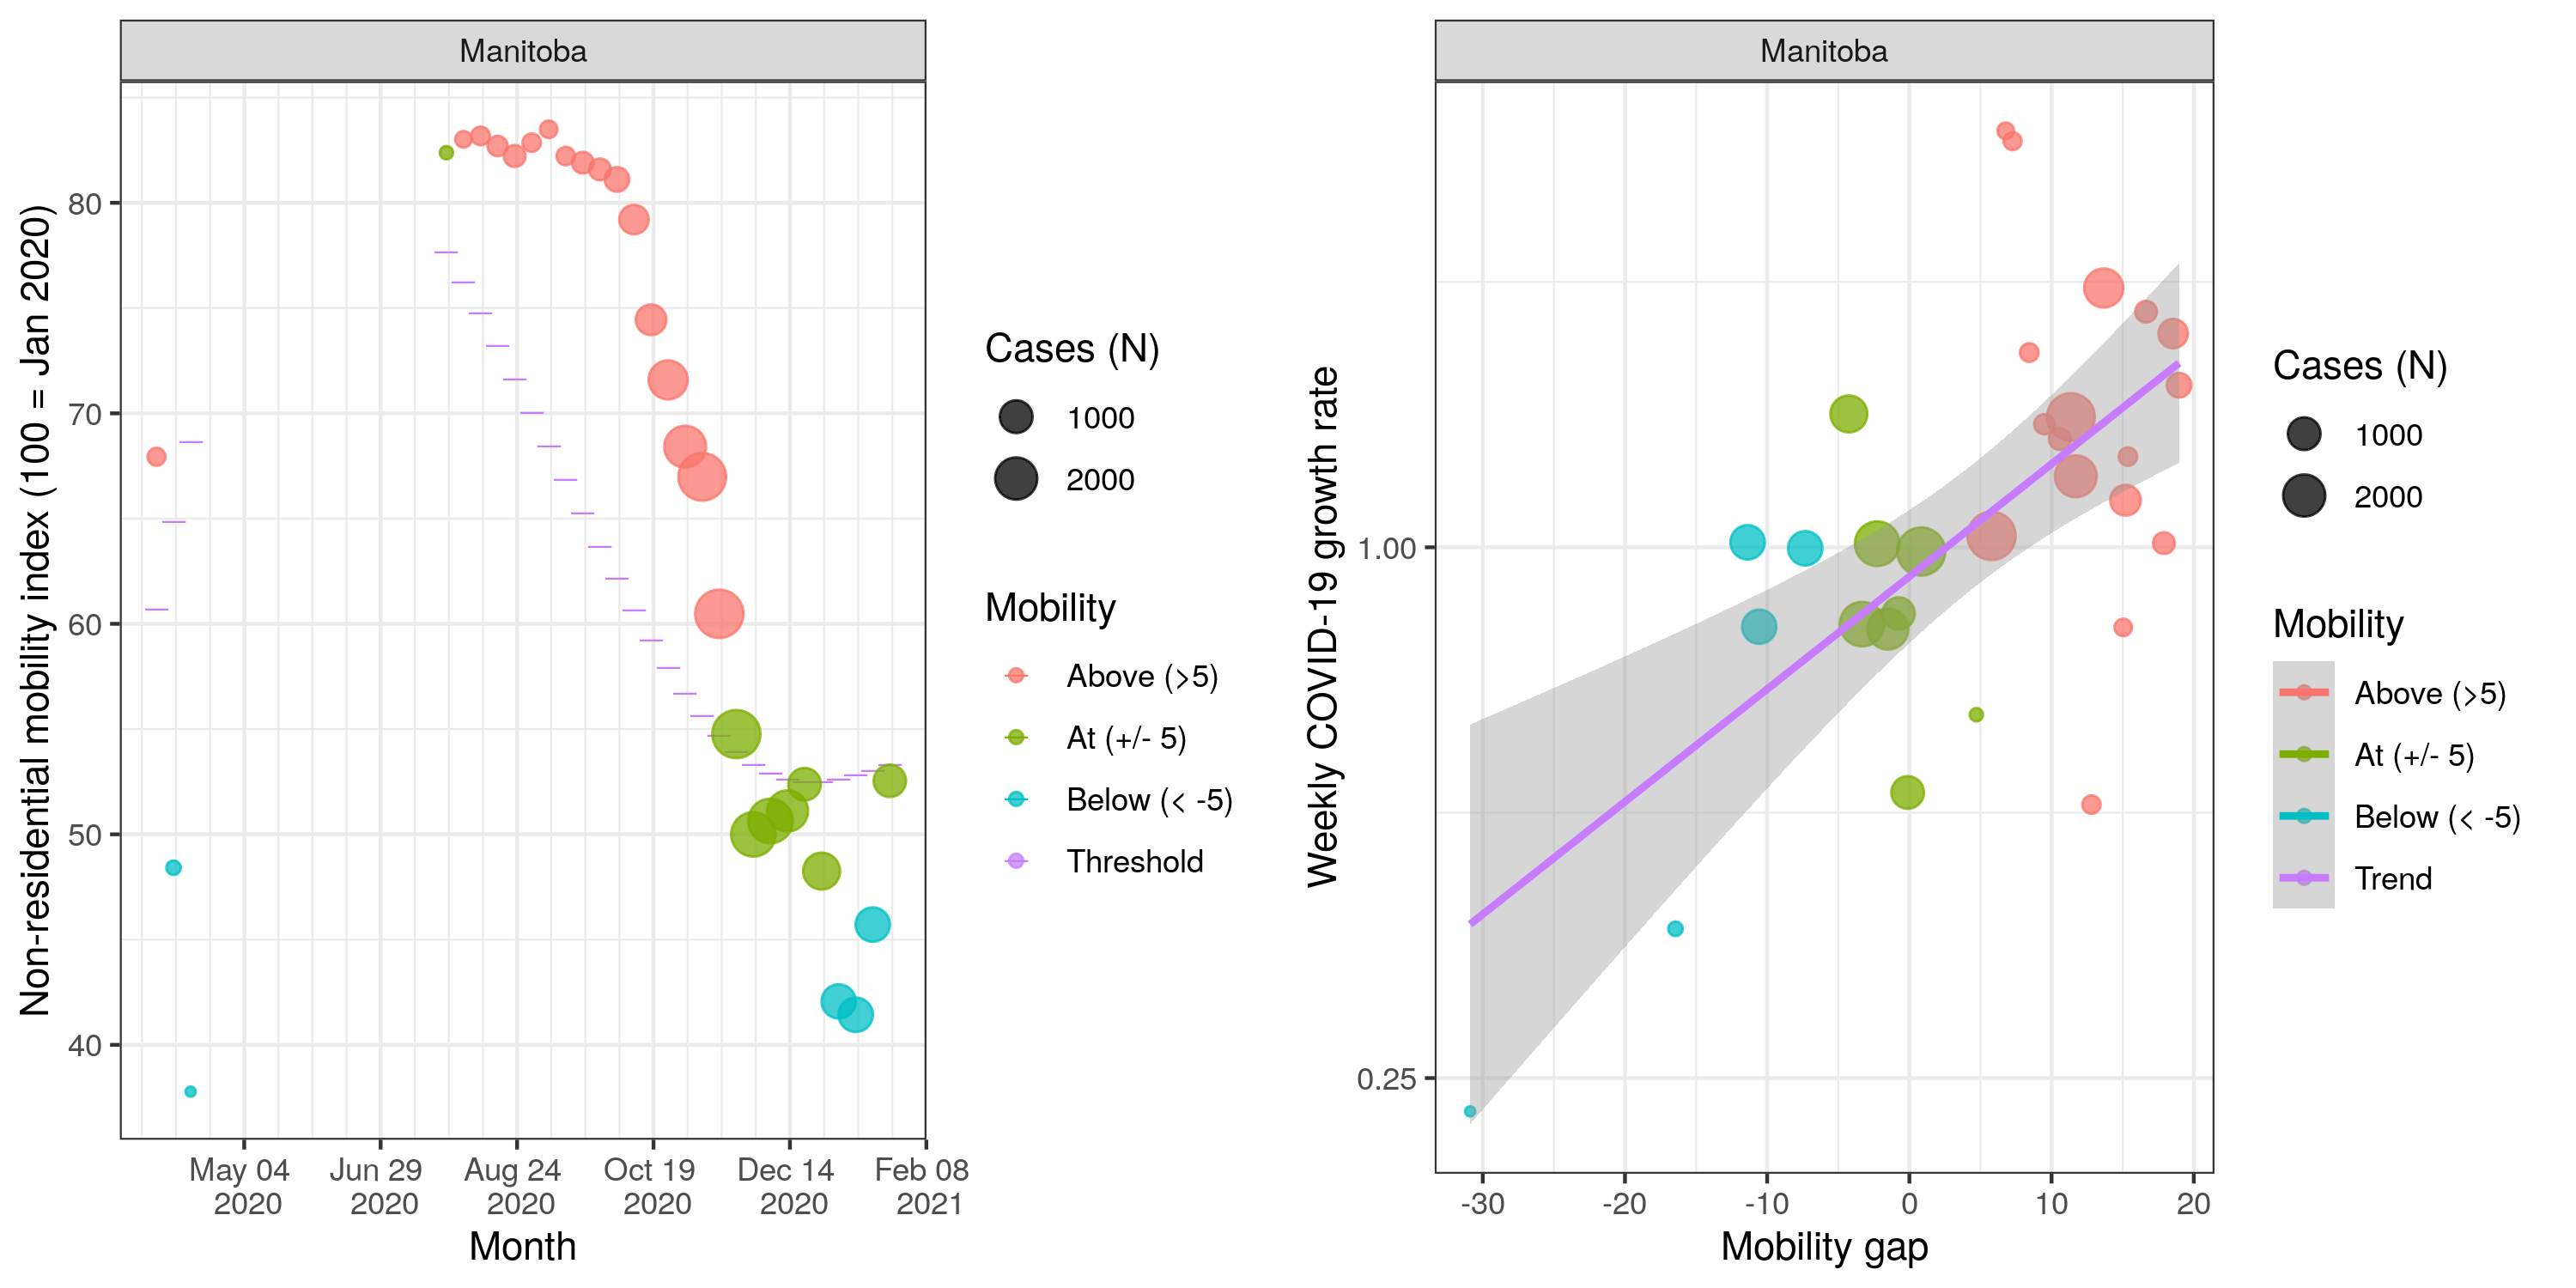 Manitoba
Non-residential mobility index (100 = Jan 2020)
80
70
60
50
40
May 04
2020
Jun 29
2020
Aug 24
2020
Oct 19
2020
Dec 14
2020
Feb 08
2021
Month
Cases (N)
1000
2000
Mobility
Above (>5)
At (+/- 5)
Below (< -5)
Threshold
Manitoba
Weekly COVID-19 growth rate
1.00
0.25
-30
-20
-10
0
10
20
Mobility gap
Cases (N)
1000
2000
Mobility
Above (>5)
At (+/- 5)
Below (< -5)
Trend